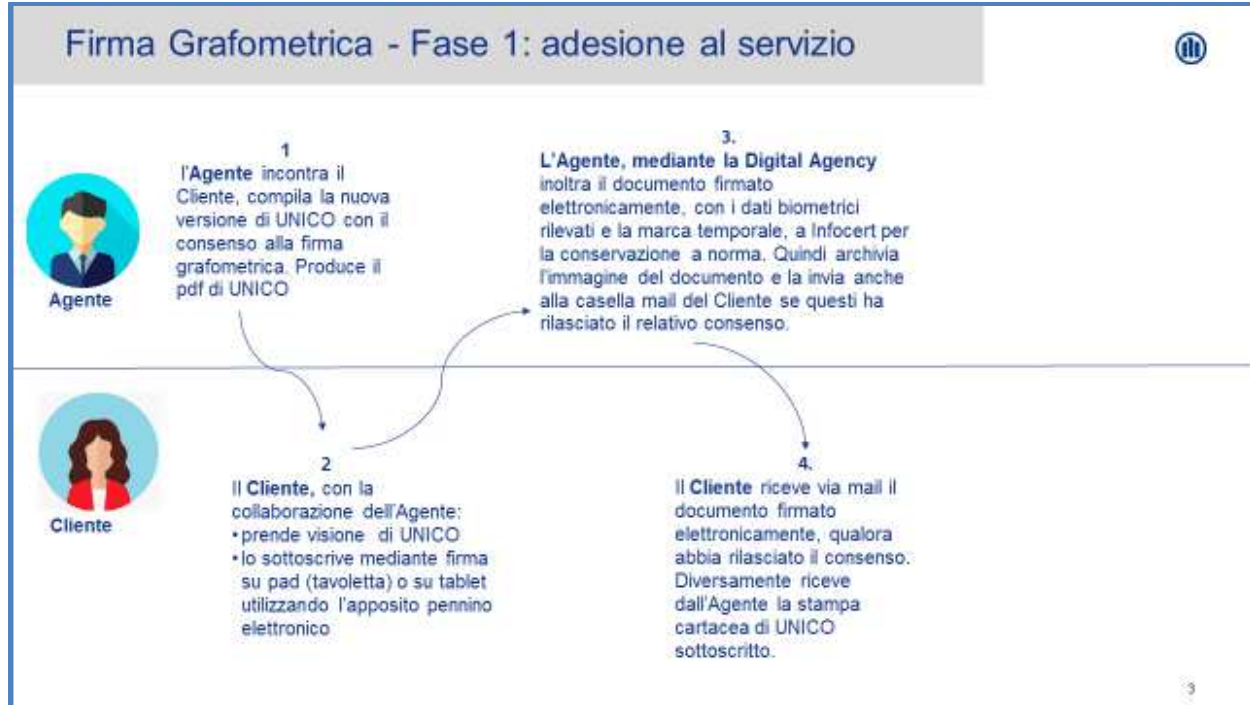 Firma Grafometrica - Fase 1: adesione al servizio
1
l'Agente incontra il
Cliente, compila la nuova
versione di UNICO con il
consenso alla firma
grafometrica. Produce il
pdf di UNICO
Agente
3.
L'Agente, mediante la Digital Agency
inoltra il documento firmato
elettronicamente, con i dati biometrici
rilevati e la marca temporale, a Infocert per
la conservazione a norma. Quindi archivia
l'immagine del documento e la invia anche
alla casella mail del Cliente se questi ha
rilasciato il relativo consenso.
Cliente
2
Il Cliente, con la
collaborazione dell'Agente:
•prende visione di UNICO
•lo sottoscrive mediante firma
su pad (tavoletta) o su tablet
utilizzando l'apposito pennino
elettronico
4.
Il Cliente riceve via mail il
documento firmato
elettronicamente, qualora
abbia rilasciato il consenso.
Diversamente riceve
dall'Agente la stampa
cartacea di UNICO
sottoscritto.
3